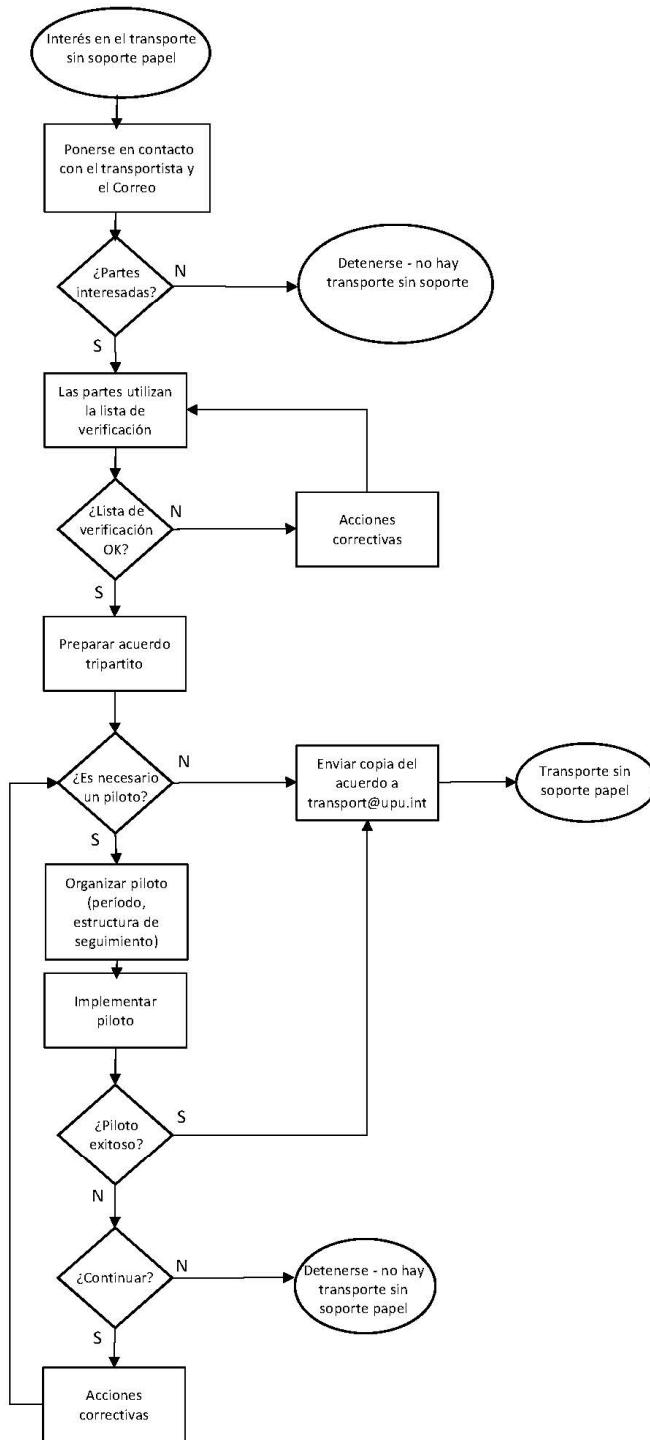 Interés en el transporte
sin soporte papel
Ponerse en contacto
con el transportista y
el Correo
¿Partes
interesadas?
N
Detenerse - no hay
transporte sin soporte
S
Las partes utilizan
la lista de
verificación
¿Lista de
verificación
OK?
N
Acciones
correctivas
S
Preparar acuerdo
tripartito
¿Es necesario
un piloto?
N
Enviar copia del
acuerdo a
transport@upu.int
Transporte sin
soporte papel
S
Organizar piloto
(período,
estructura de
seguimiento)
Implementar
piloto
¿Piloto
exitoso?
S
N
¿Continuar?
N
Detenerse - no hay
transporte sin
soporte papel
S
Acciones
correctivas